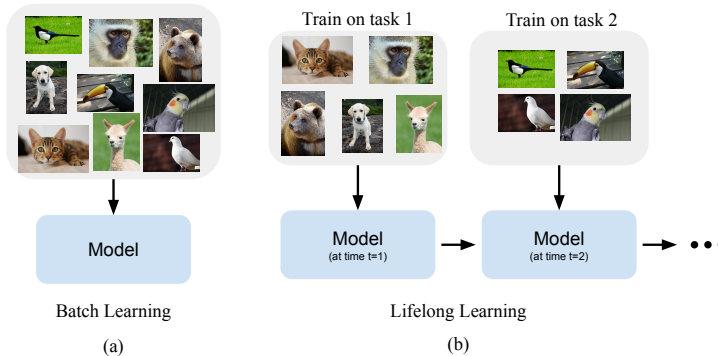 Train on task 1
Train on task 2
Model
Model
(at time t=1)
Model
(at time t=2)
Batch Learning
Lifelong Learning
(a)
(b)